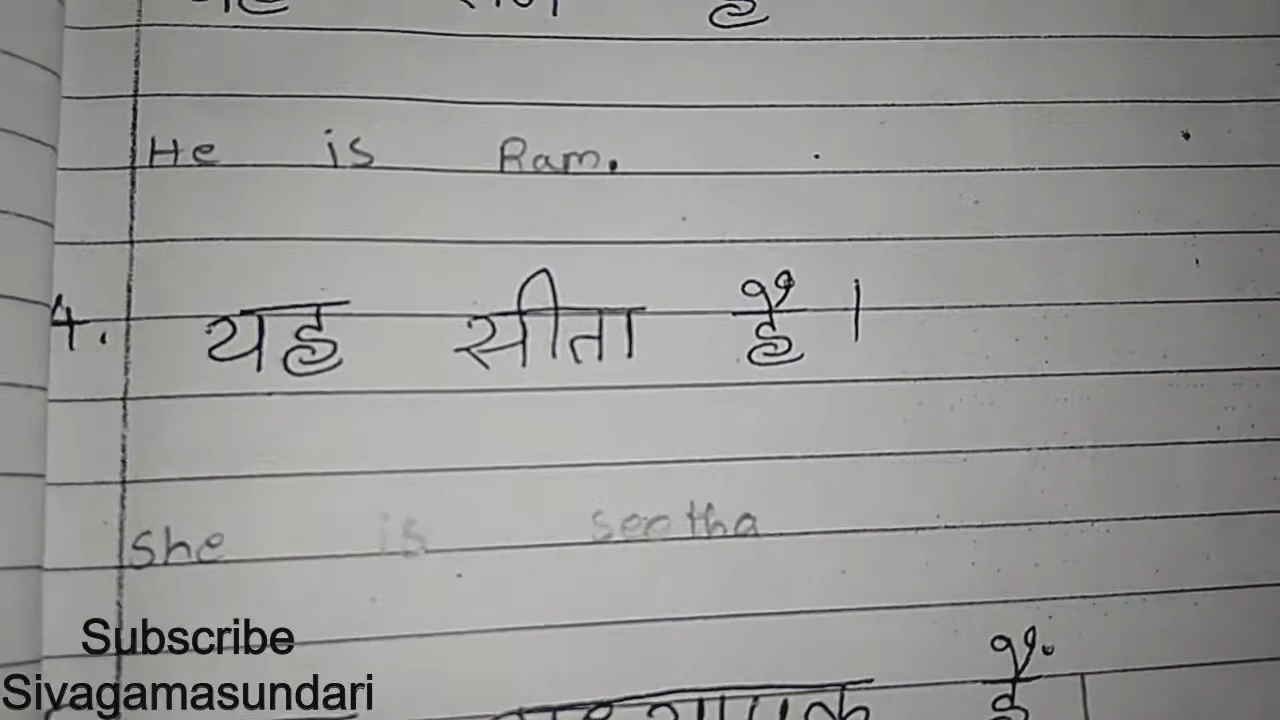 है
He is Ram.
4. यह सीता है।
she is seetha
Subscribe
Sivagamasundari
हैं